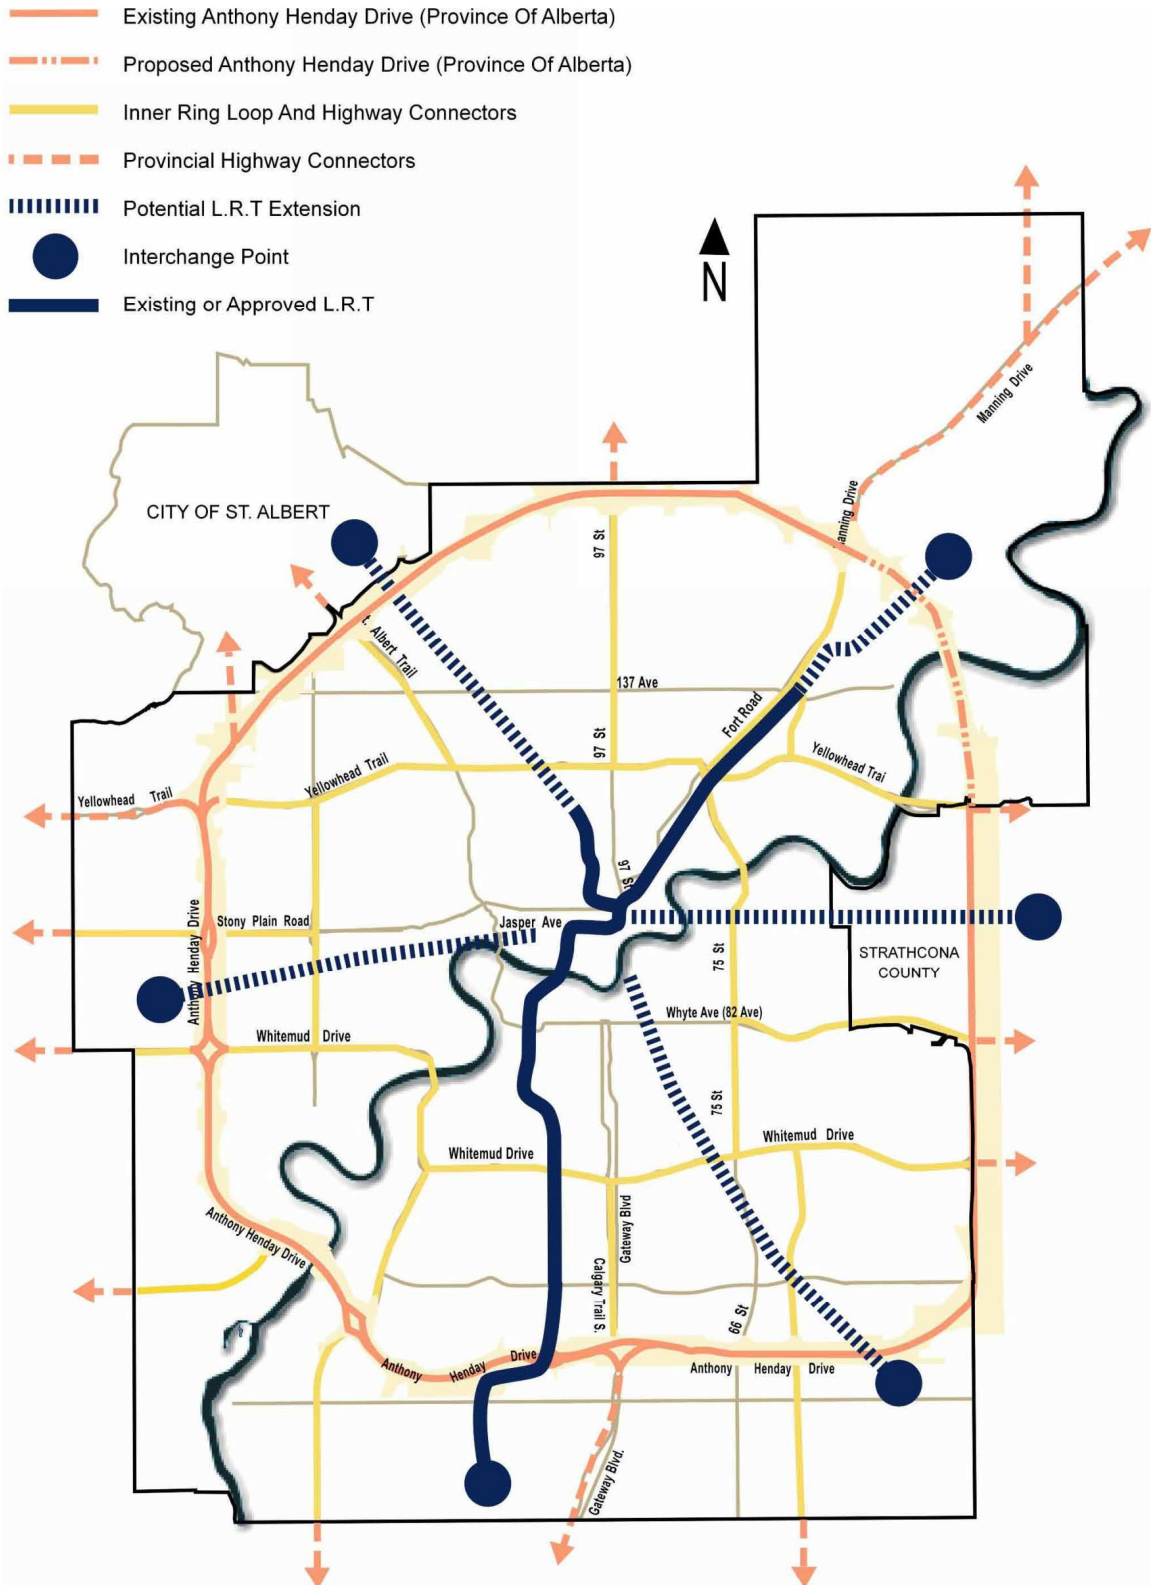 Existing Anthony Henday Drive (Province Of Alberta)
Proposed Anthony Henday Drive (Province Of Alberta)
Inner Ring Loop And Highway Connectors
Provincial Highway Connectors
Potential L.R.T Extension
Interchange Point
Existing or Approved L.R.T
N
Manning Drive
CITY OF ST. ALBERT
anning Drive
97 St
t. Albert Trail
137 Ave
Fort Road
97 St
Yellowhead Trail
Yellowhead Trai
Yellowhead Trail
97 St
Anthony Henday Drive
Stony Plain Road
Jasper Ave
75 St
STRATHCONA
COUNTY
Whyte Ave (82 Ave)
Whitemud Drive
75 St
Whitemud Drive
Whitemud Drive
Anthony Henday Drive
Gateway Blvd
Calgary Trail S.
66 St
Anthony Henday Drive
Anthony Henday Drive
Gateway Blvd.